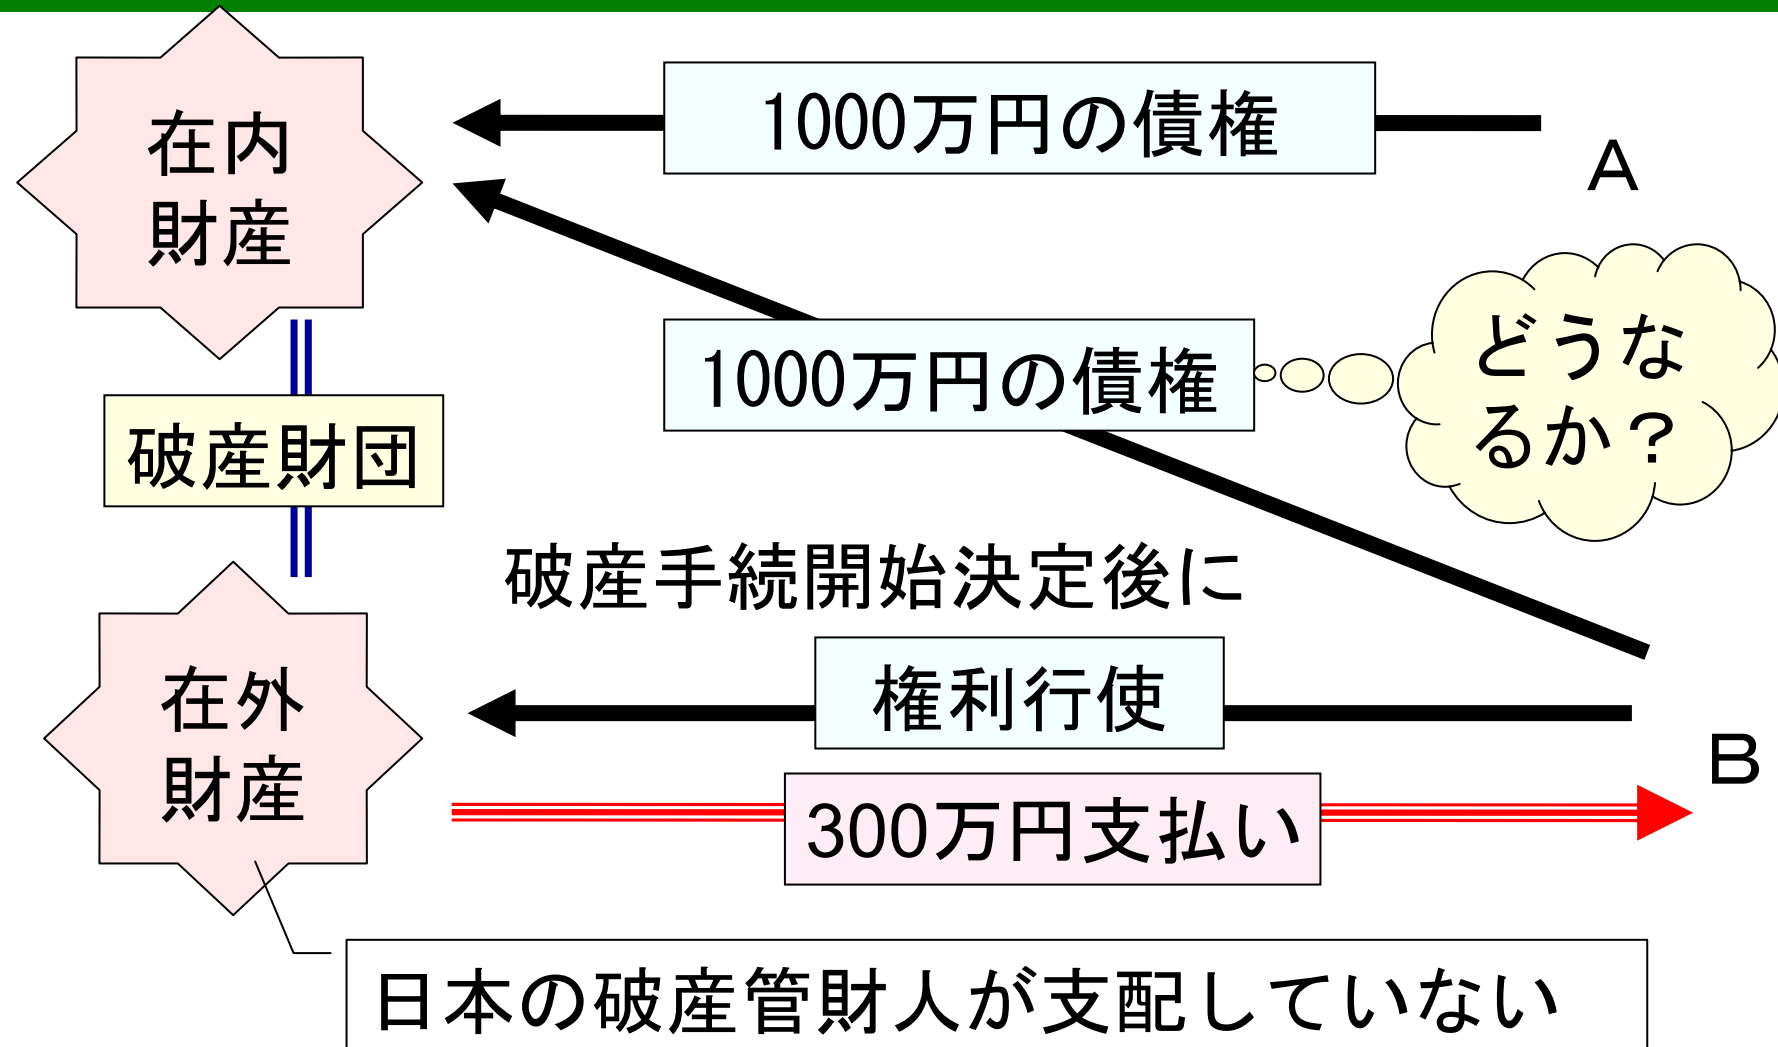 在内
財産
1000万円の債権
A
1000万円の債権
どうな
るか？
破産財団
破産手続開始決定後に
在外
財産
権利行使
B
300万円支払い
日本の破産管財人が支配していない